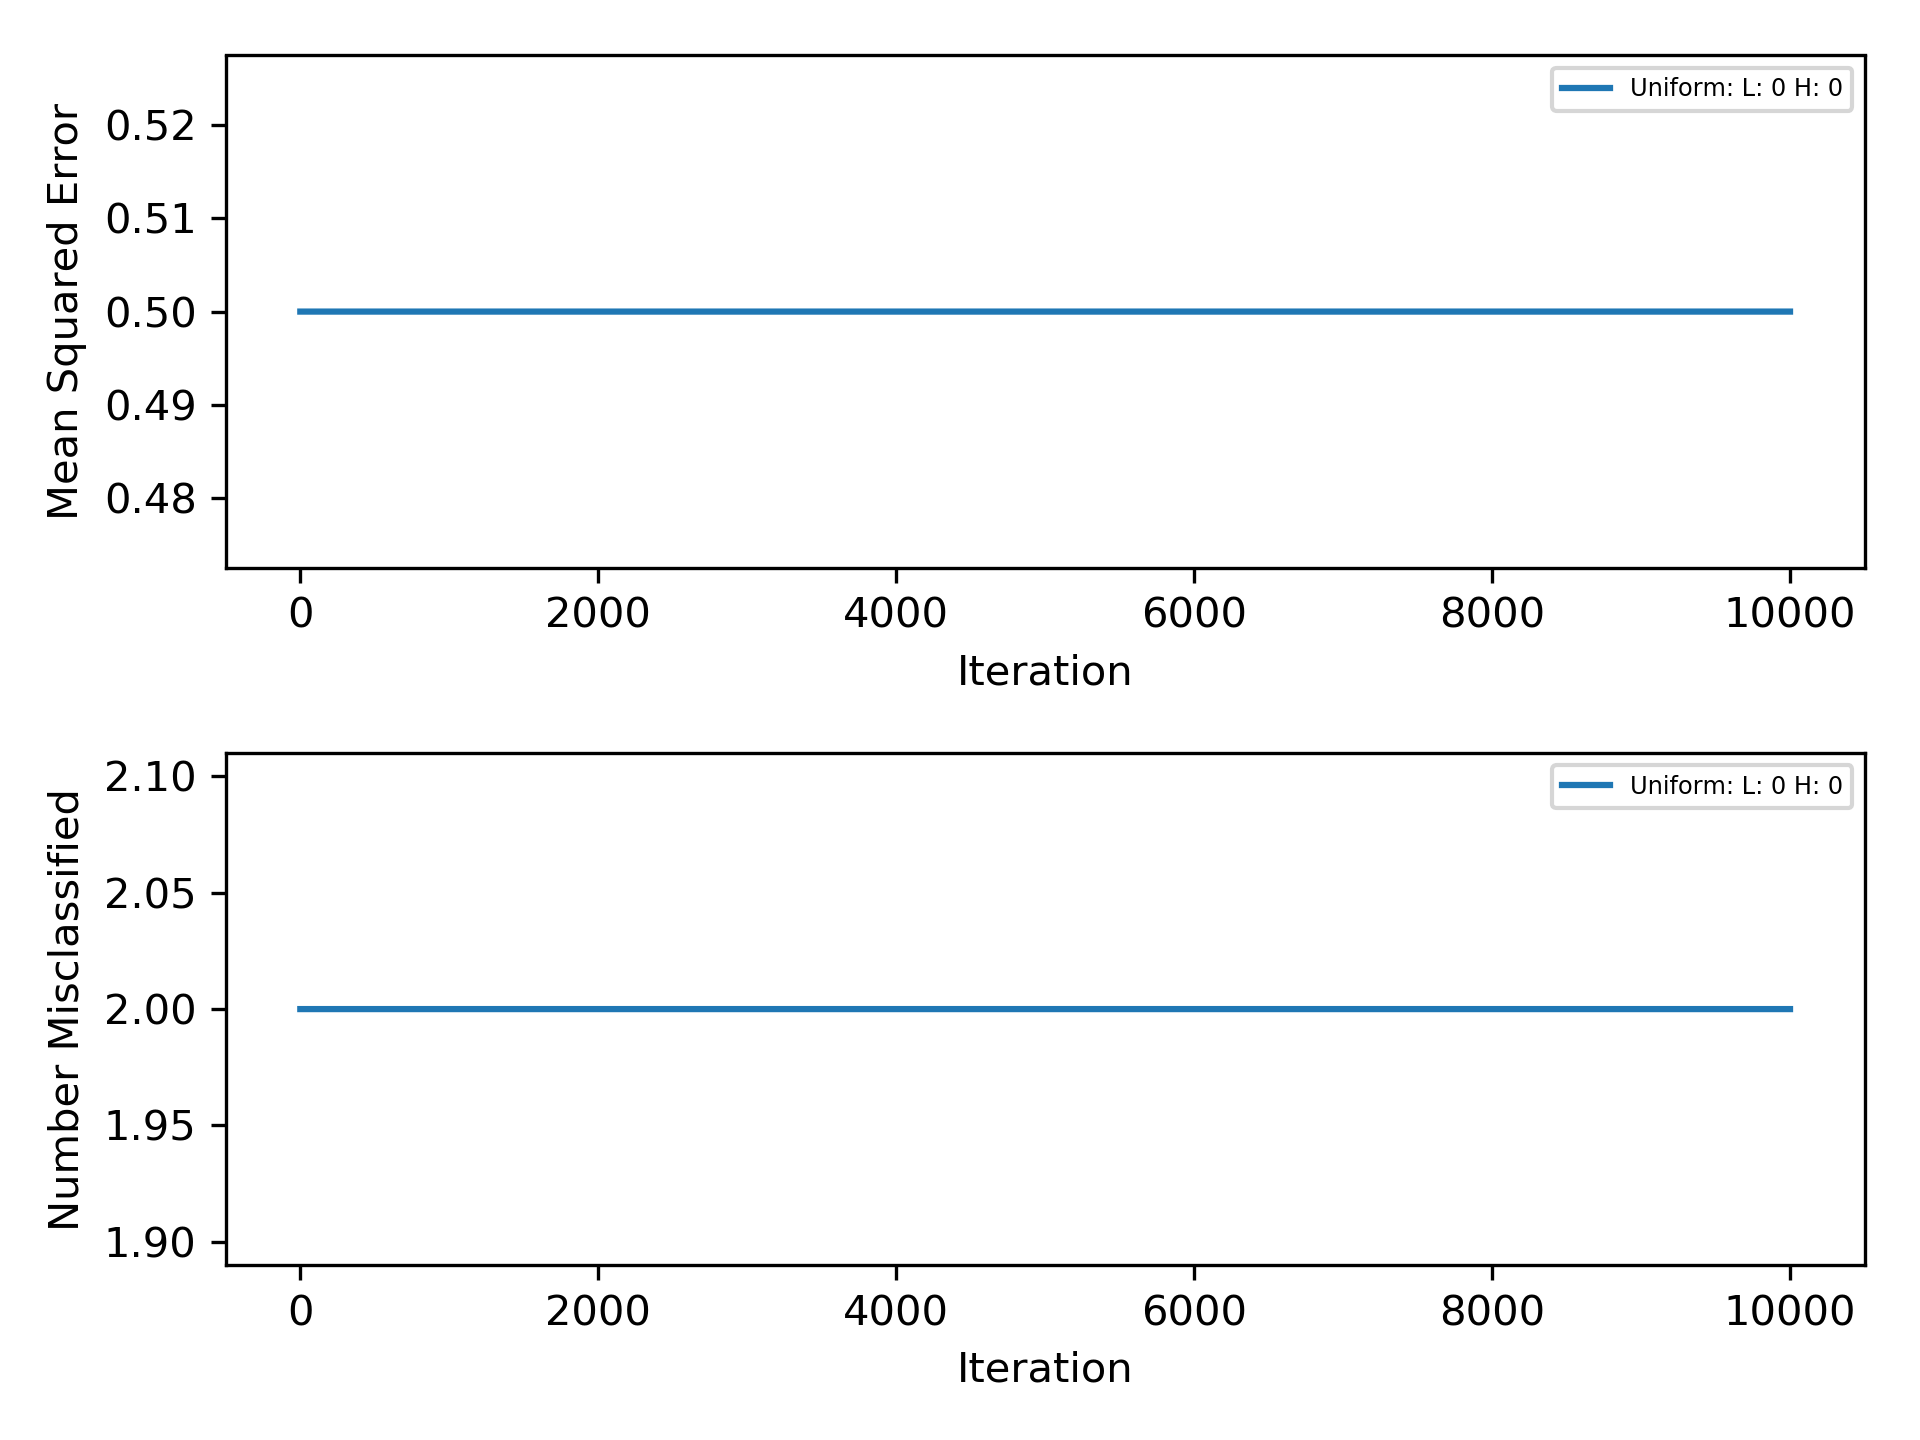 Mean Squared Error
0.52
0.51
0.50
0.49
0.48
Uniform: L: 0 H: 0
0 2000 4000 6000 8000 10000
Iteration
Number Misclassified
2.10
2.05
2.00
1.95
1.90
Uniform: L: 0 H: 0
0 2000 4000 6000 8000 10000
Iteration